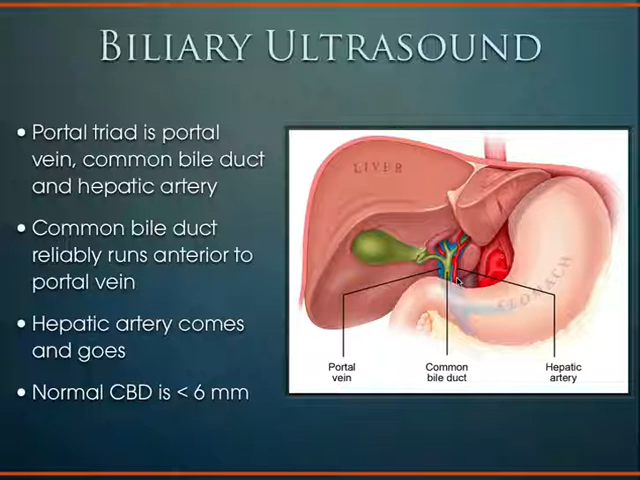 BILIARY ULTRASOUND
• Portal triad is portal
vein, common bile duct
and hepatic artery
• Common bile duct
reliably runs anterior to
portal vein
• Hepatic artery comes
and goes
• Normal CBD is < 6 mm
LIVER
STOMACH
Portal
vein
Common
bile duct
Hepatic
artery